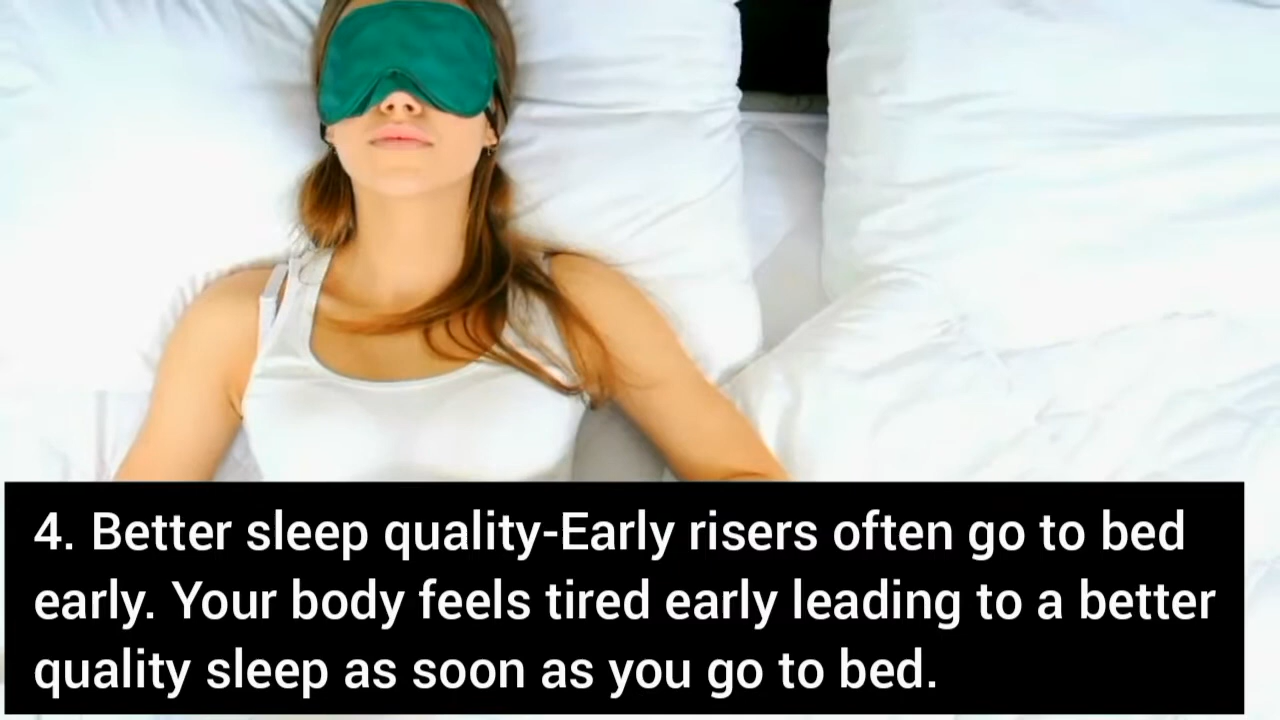 4. Better sleep quality-Early risers often go to bed
early. Your body feels tired early leading to a better
quality sleep as soon as you go to bed.